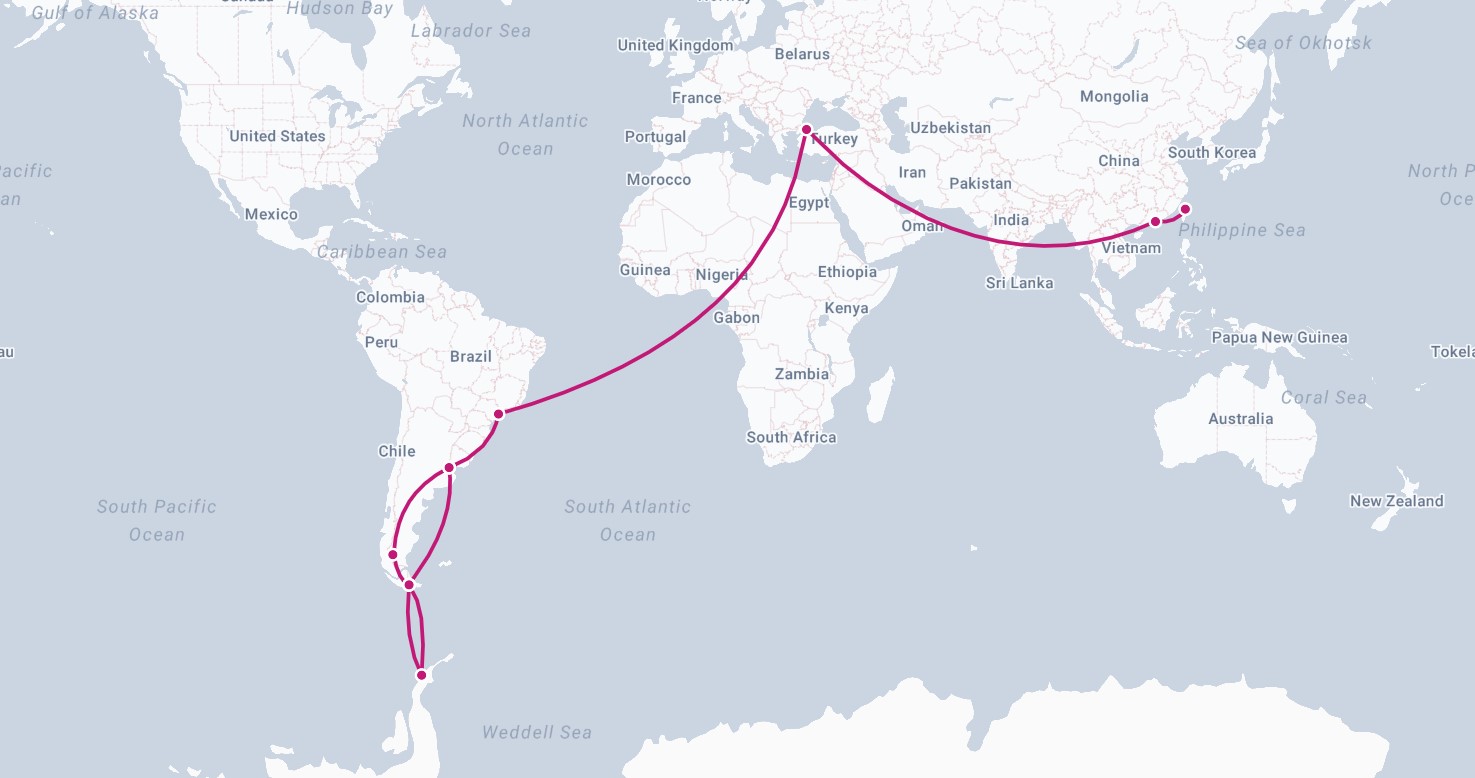 Canada
Hudson Bay
Norway
Gulf of Alaska
Labrador Sea
United Kingdom
Belarus
Sea of Okhotsk
France
Mongolia
North Atlantic
Ocean
United States
Portugal
Turkey
Uzbekistan
South Korea
China
Iran
Pakistan
acific
an
North P
Oce
Morocco
Mexico
Egypt
India
Oman
Philippine Sea
Caribbean Sea
Vietnam
Guinea
Nigeria
Ethiopia
Sri Lanka
Colombia
Kenya
Gabon
Peru
Brazil
Papua New Guinea
au
Tokela
Zambia
Coral Sea
Australia
South Africa
Chile
New Zealand
South Pacific
Ocean
South Atlantic
Ocean
Weddell Sea